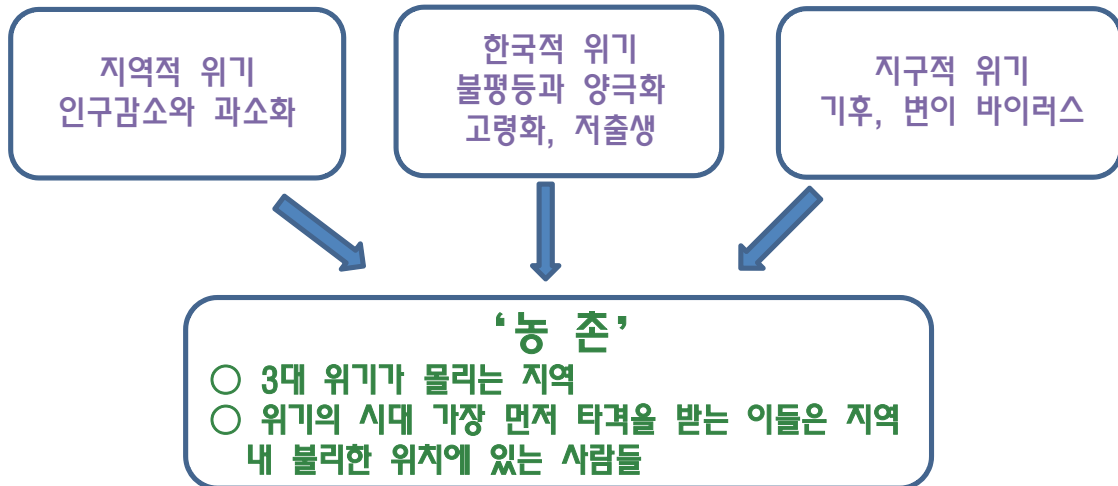 지역적 위기
인구감소와 과소화
한국적 위기
불평등과 양극화
고령화, 저출생
지구적 위기
기후, 변이 바이러스
‘농 촌’
○ 3대 위기가 몰리는 지역
○ 위기의 시대 가장 먼저 타격을 받는 이들은 지역
내 불리한 위치에 있는 사람들